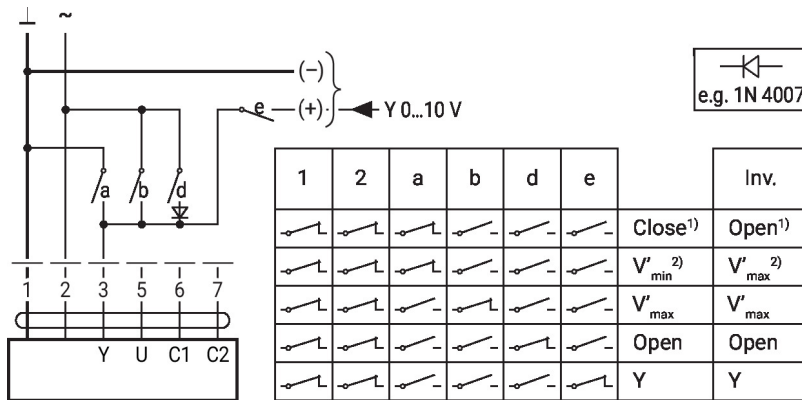 ⊥ ~
(–)
e (+) Y 0...10 V
e.g. 1N 4007
a b d
1 2 3 5 6 7
Y U C1 C2
1 2 a b d e Inv.
Close¹⁾ Open¹⁾
V'min²⁾ V'max²⁾
V'max V'max
Open Open
Y Y